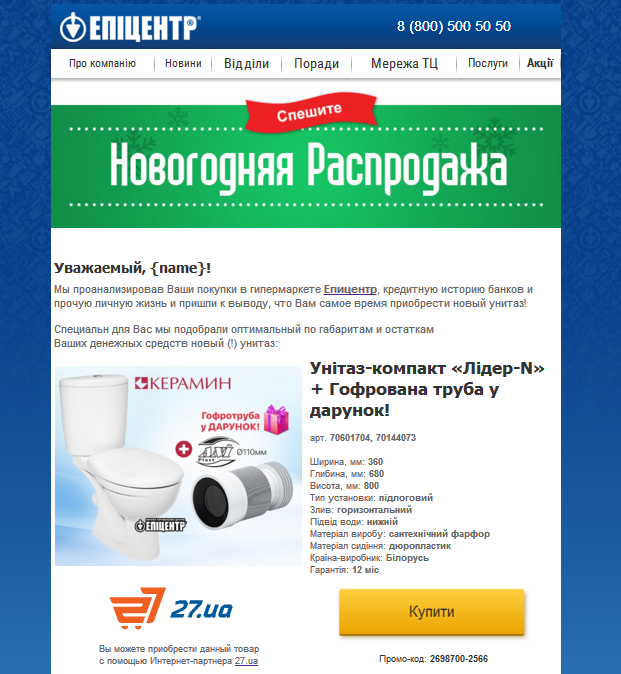 ЕПІЦЕНТР®
8 (800) 500 50 50
Про компанію Новини Відділи Поради Мережа ТЦ Послуги Акції
Спешите
Новогодняя Распродажа
Уважаемый, {name}!
Мы проанализировав Ваши покупки в гипермаркете Епицентр, кредитную историю банков и
прочую личную жизнь и пришли к выводу, что Вам самое время приобрести новый унитаз!
Специальн для Вас мы подобрали оптимальный по габаритам и остаткам
Ваших денежных средств новый (!) унитаз:
КЕРАМИН
Гофротруба
у ДАРУНОК!
ANI
Plast
Ø110мм
ЕПІЦЕНТР
Унітаз-компакт «Лідер-N»
+ Гофрована труба у
дарунок!
арт. 70601704, 70144073
Ширина, мм: 360
Глибина, мм: 680
Висота, мм: 800
Тип установки: підлоговий
Злив: горизонтальний
Підвід води: нижній
Матеріал виробу: сантехнічний фарфор
Матеріал сидіння: дюропластик
Країна-виробник: Білорусь
Гарантія: 12 міс
27.ua
Вы можете приобрести данный товар
с помощью Интернет-партнера 27.ua
Купити
Промо-код: 2698700-2566